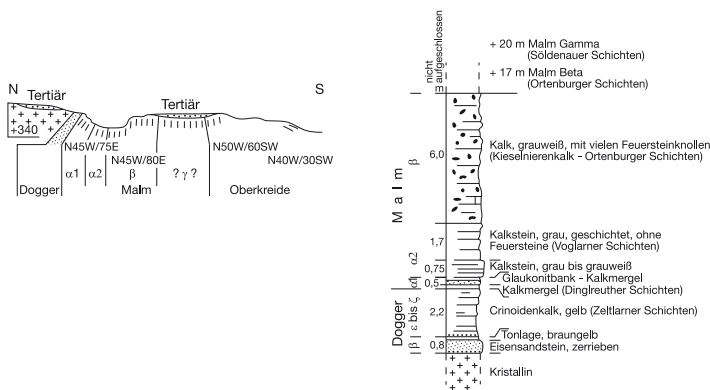 N
S
Tertiär
Tertiär
+340
N45W/75E
N45W/80E
N50W/60SW
N40W/30SW
Dogger
α1
α2
β
Malm
? γ ?
Oberkreide
nicht
aufgeschlossen
m
+ 20 m Malm Gamma
(Söldenauer Schichten)
+ 17 m Malm Beta
(Ortenburger Schichten)
Malm
β
6,0
Kalk, grauweiß, mit vielen Feuersteinknollen
(Kieselnierenkalk - Ortenburger Schichten)
α2
1,7
Kalkstein, grau, geschichtet, ohne
Feuersteine (Voglarner Schichten)
0,75
Kalkstein, grau bis grauweiß
α1
0,5
Glaukonitbank - Kalkmergel
Kalkmergel (Dinglreuther Schichten)
Dogger
β
ε bis ζ
2,2
Crinoidenkalk, gelb (Zeitlarner Schichten)
Tonlage, braungelb
0,8
Eisensandstein, zerrieben
Kristallin